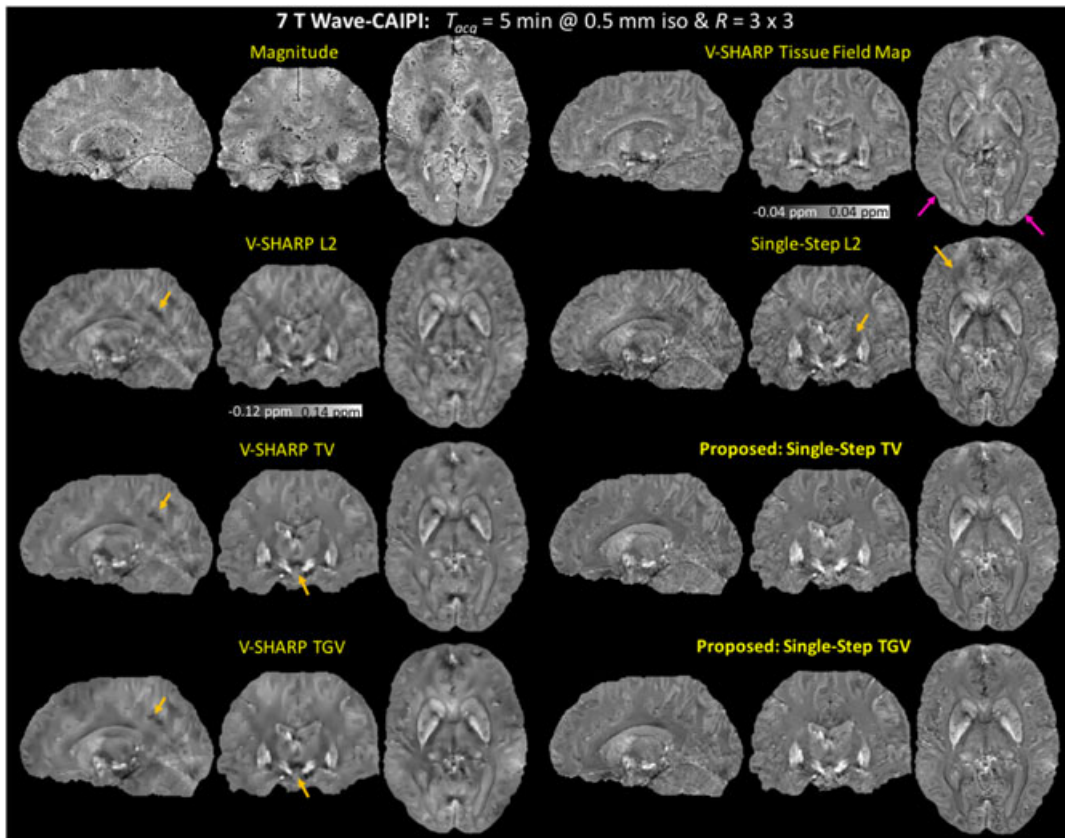 7 T Wave-CAIPI: Tacq = 5 min @ 0.5 mm iso & R = 3 x 3
Magnitude
V-SHARP Tissue Field Map
-0.04 ppm 0.04 ppm
V-SHARP L2
Single-Step L2
-0.12 ppm 0.14 ppm
V-SHARP TV
Proposed: Single-Step TV
V-SHARP TGV
Proposed: Single-Step TGV